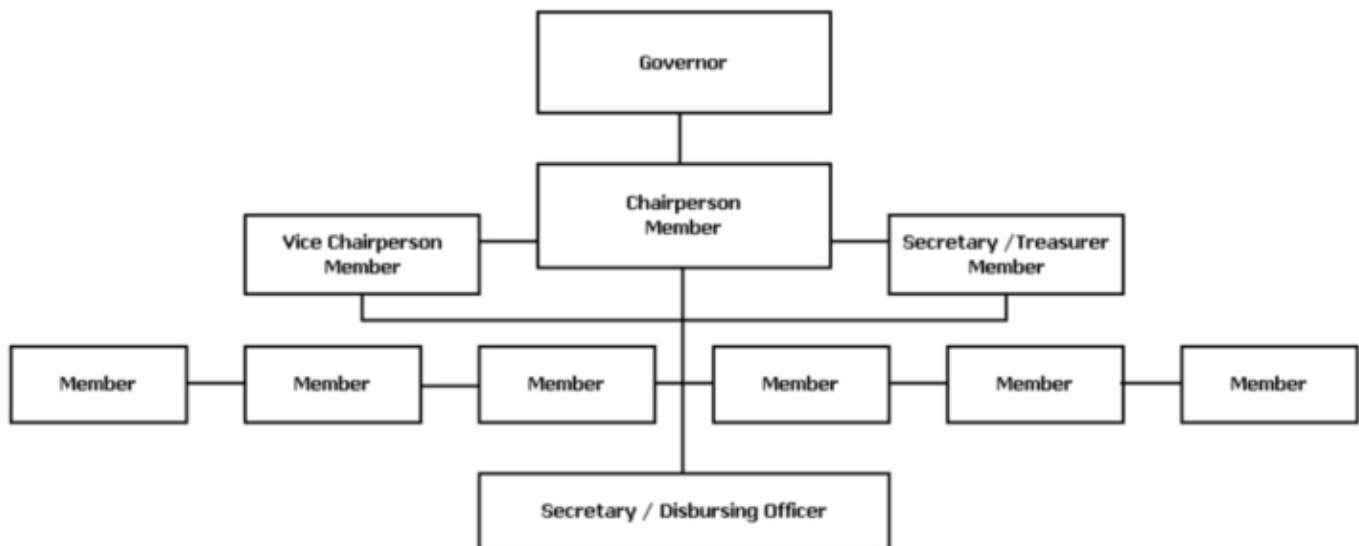 Governor
Chairperson
Member
Vice Chairperson
Member
Secretary /Treasurer
Member
Member
Member
Member
Member
Member
Member
Secretary / Disbursing Officer